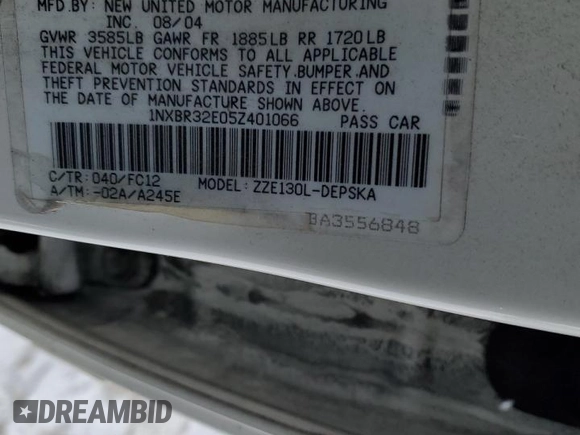 MFD.BY: NEW UNITED MOTOR MANUFACTURING
INC. 08/04
GVWR 3585LB GAWR FR 1885LB RR 1720LB
THIS VEHICLE CONFORMS TO ALL APPLICABLE
FEDERAL MOTOR VEHICLE SAFETY.BUMPER.AND
THEFT PREVENTION STANDARDS IN EFFECT ON
THE DATE OF MANUFACTURE SHOWN ABOVE.
1NXBR32E05Z401066 PASS CAR
C/TR: 040/FC12
A/TM: -02A/A245E
MODEL: ZZE130L-DEPSKA
BA3556848
DREAMBID